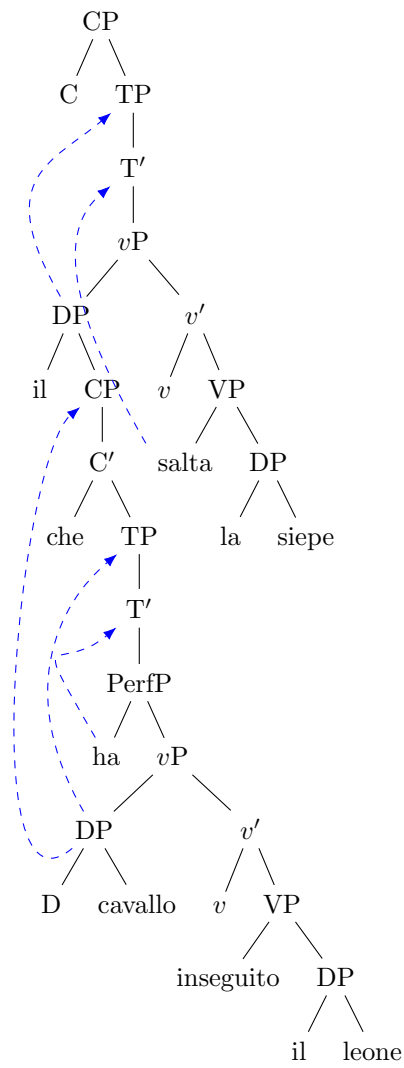 CP
C TP
T′
vP
DP v′
il CP v VP
C′ salta DP
che TP la siepe
T′
PerfP
ha vP
DP v′
D cavallo v VP
inseguito DP
il leone